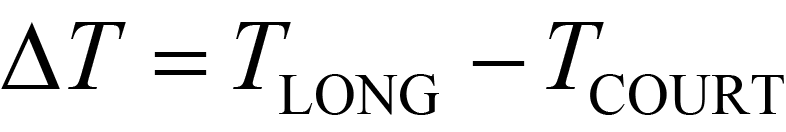 ΔT = T_LONG − T_COURT